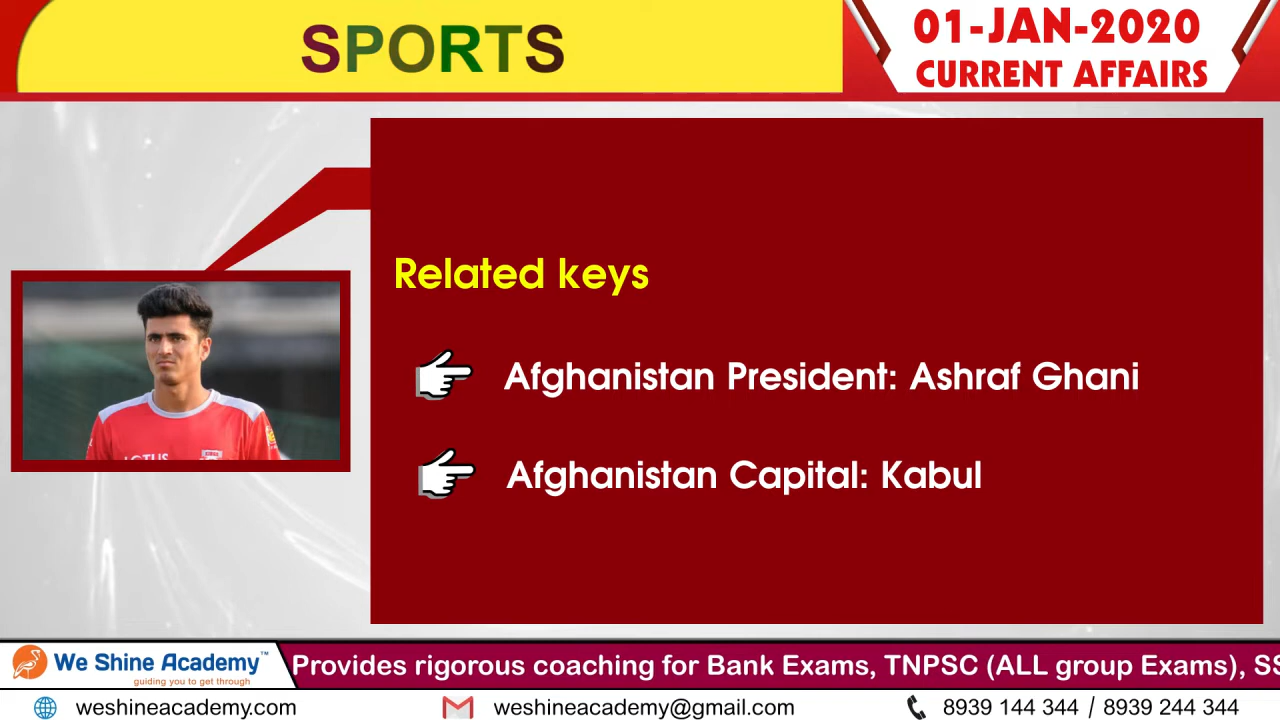 SPORTS
01-JAN-2020
CURRENT AFFAIRS
Related keys
Afghanistan President: Ashraf Ghani
Afghanistan Capital: Kabul
LOTUS
We Shine Academy™
guiding you to get through
Provides rigorous coaching for Bank Exams, TNPSC (ALL group Exams), SS
weshineacademy.com
weshineacademy@gmail.com
8939 144 344 / 8939 244 344